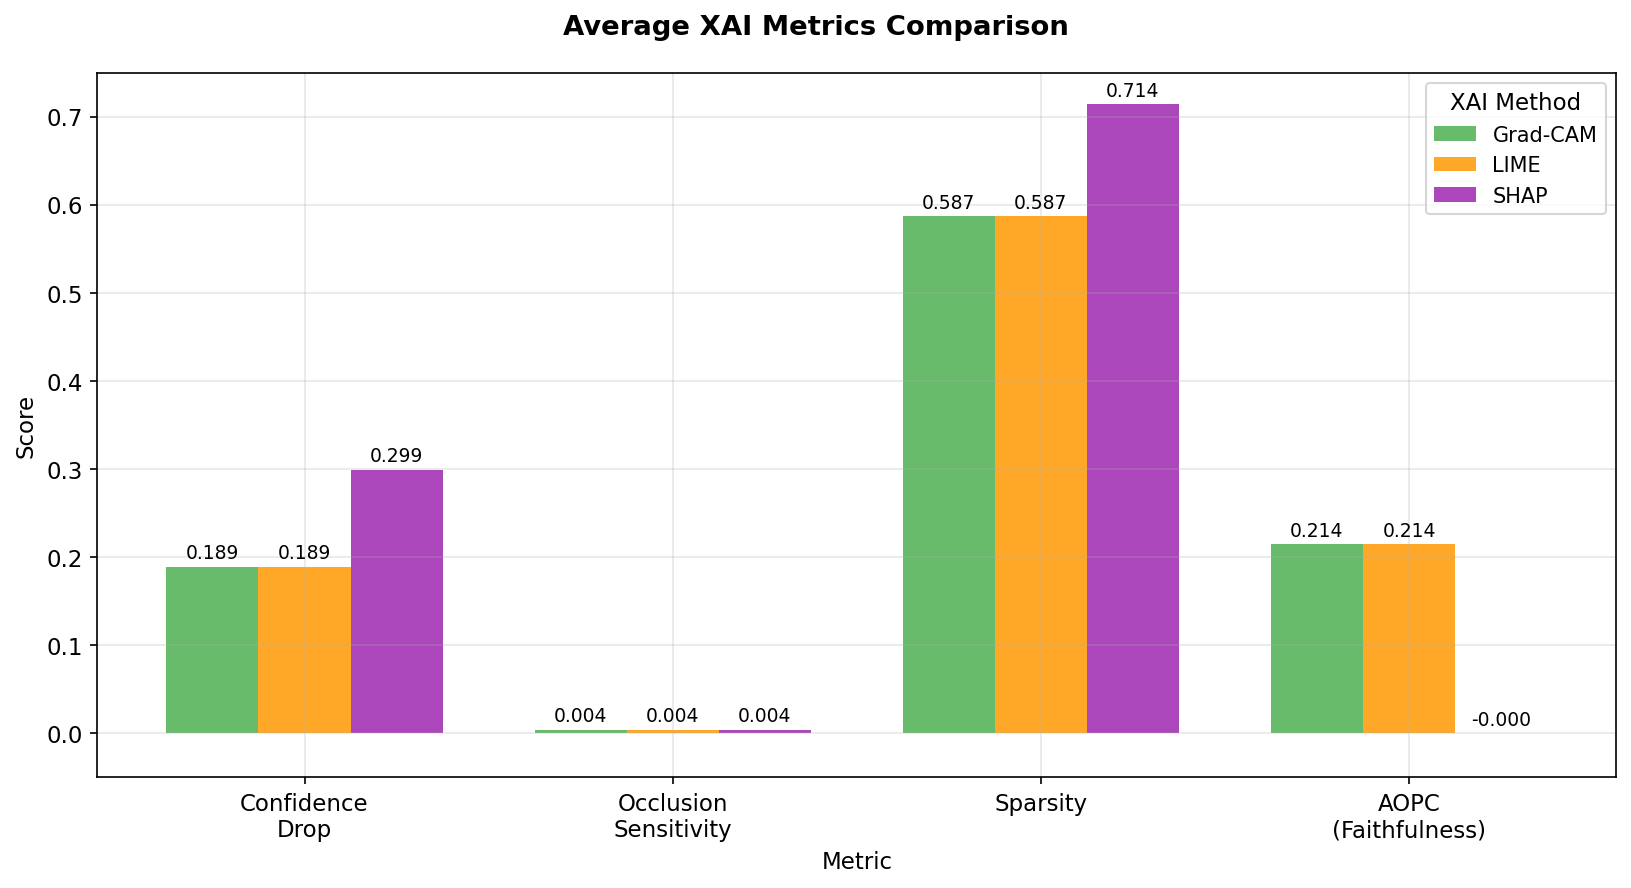 Average XAI Metrics Comparison
XAI Method
Grad-CAM
LIME
SHAP
Score
0.7
0.6
0.5
0.4
0.3
0.2
0.1
0.0
0.189
0.189
0.299
0.004
0.004
0.004
0.587
0.587
0.714
0.214
0.214
-0.000
Confidence
Drop
Occlusion
Sensitivity
Sparsity
AOPC
(Faithfulness)
Metric